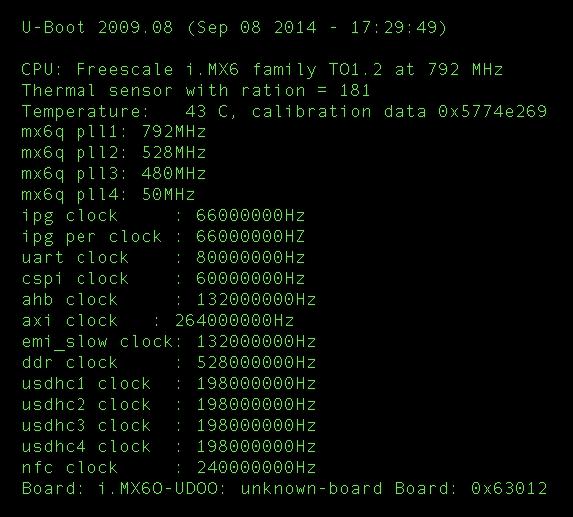 U-Boot 2009.08 (Sep 08 2014 - 17:29:49)

CPU: Freescale i.MX6 family TO1.2 at 792 MHz
Thermal sensor with ration = 181
Temperature:   43 C, calibration data 0x5774e269
mx6q pll1: 792MHz
mx6q pll2: 528MHz
mx6q pll3: 480MHz
mx6q pll4: 50MHz
ipg clock     : 66000000Hz
ipg per clock : 66000000HZ
uart clock    : 80000000Hz
cspi clock    : 60000000Hz
ahb clock     : 132000000Hz
axi clock   : 264000000Hz
emi_slow clock: 132000000Hz
ddr clock     : 528000000Hz
usdhc1 clock  : 198000000Hz
usdhc2 clock  : 198000000Hz
usdhc3 clock  : 198000000Hz
usdhc4 clock  : 198000000Hz
nfc clock     : 240000000Hz
Board: i.MX6O-UDOO: unknown-board Board: 0x63012